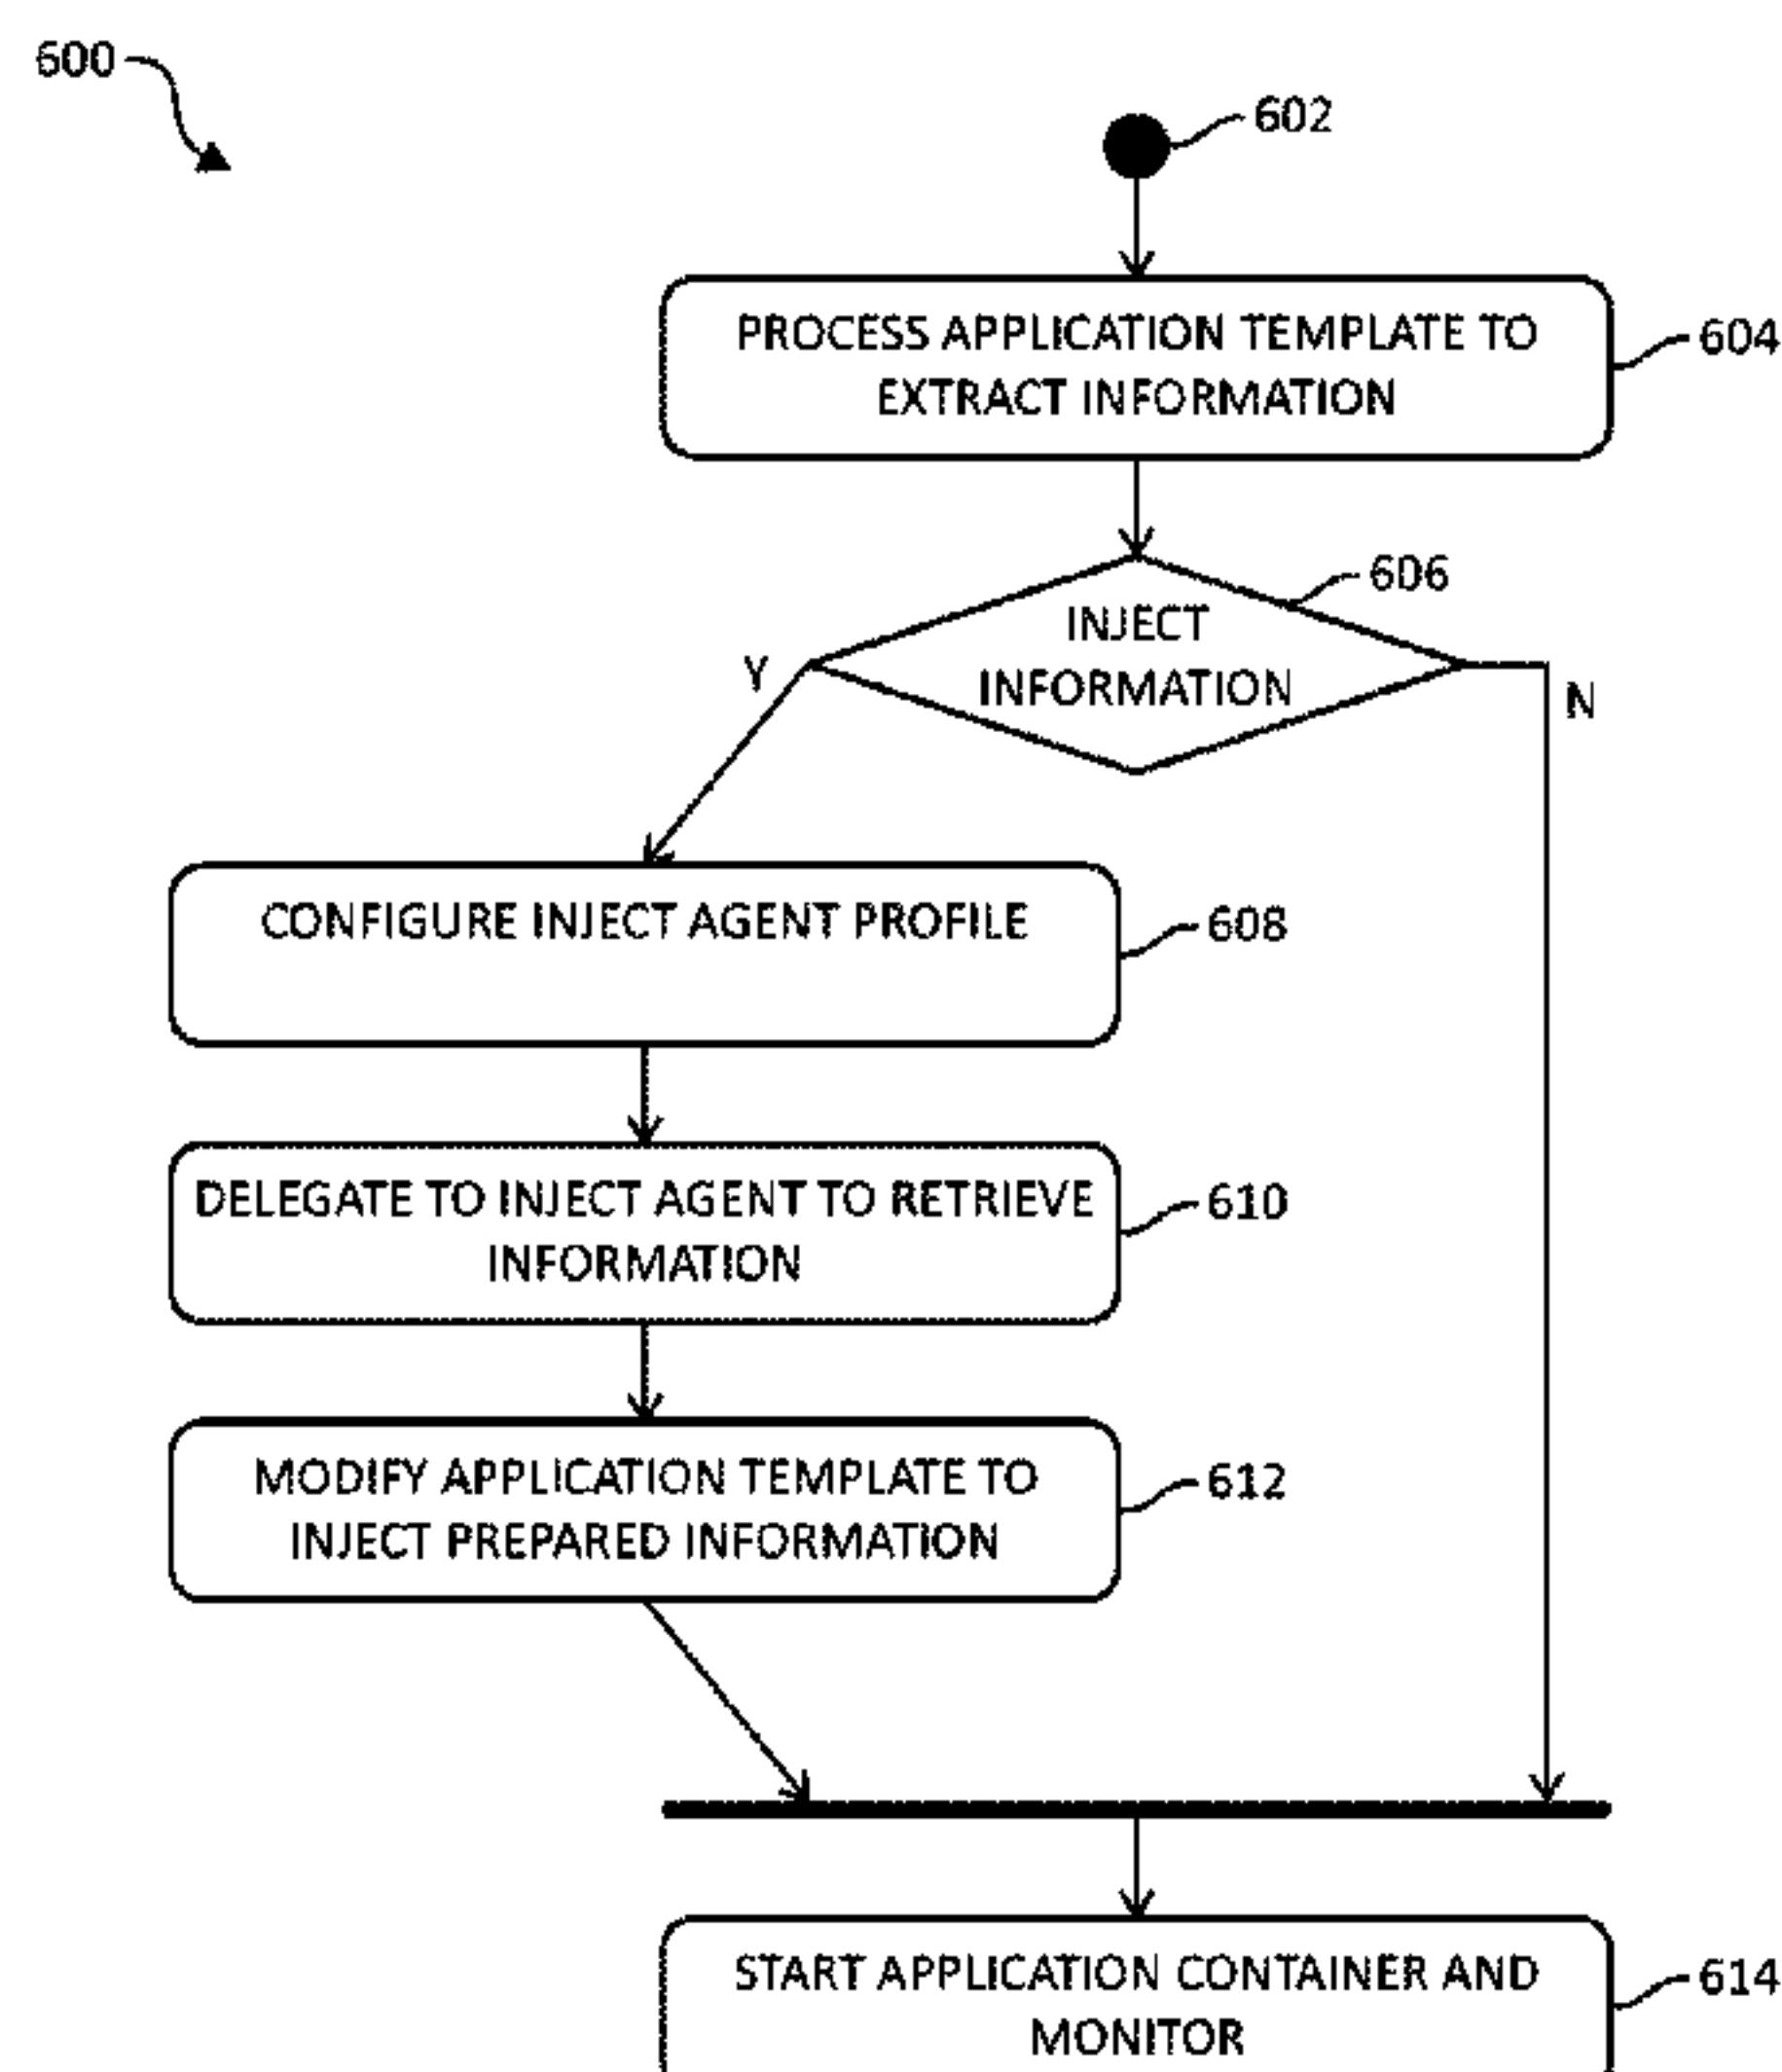 600
602
PROCESS APPLICATION TEMPLATE TO
EXTRACT INFORMATION
604
606
INJECT
INFORMATION
Y
N
CONFIGURE INJECT AGENT PROFILE
608
DELEGATE TO INJECT AGENT TO RETRIEVE
INFORMATION
610
MODIFY APPLICATION TEMPLATE TO
INJECT PREPARED INFORMATION
612
START APPLICATION CONTAINER AND
MONITOR
614